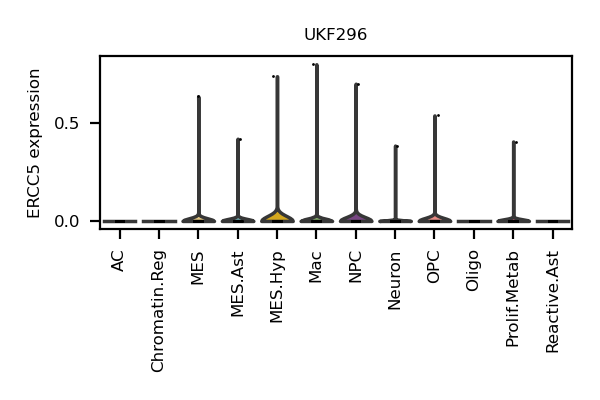 UKF296
ERCC5 expression
0.5
0.0
AC
Chromatin.Reg
MES
MES.Ast
MES.Hyp
Mac
NPC
Neuron
OPC
Oligo
Prolif.Metab
Reactive.Ast